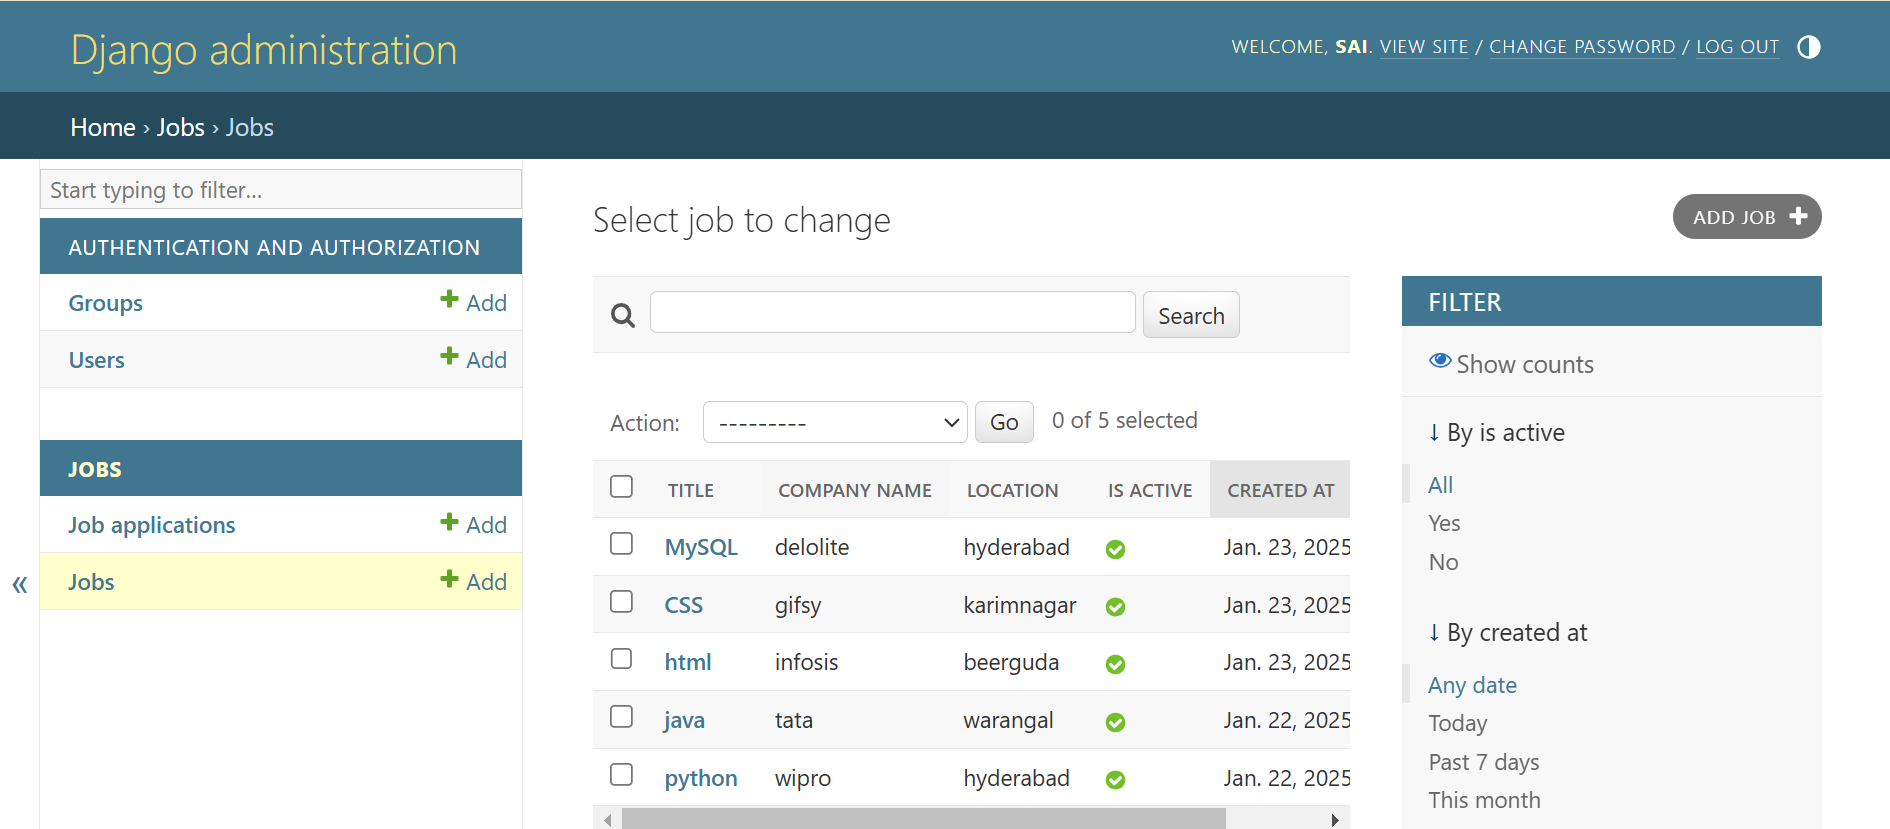 Django administration
WELCOME, SAI. VIEW SITE / CHANGE PASSWORD / LOG OUT
Home › Jobs › Jobs
Start typing to filter...
AUTHENTICATION AND AUTHORIZATION
Groups + Add
Users + Add
JOBS
Job applications + Add
Jobs + Add
«
Select job to change
ADD JOB +
Search
Action: --------- Go 0 of 5 selected
TITLE COMPANY NAME LOCATION IS ACTIVE CREATED AT
MySQL delolite hyderabad Jan. 23, 2025
CSS gifsy karimnagar Jan. 23, 2025
html infosis beerguda Jan. 23, 2025
java tata warangal Jan. 22, 2025
python wipro hyderabad Jan. 22, 2025
FILTER
Show counts
↓ By is active
All
Yes
No
↓ By created at
Any date
Today
Past 7 days
This month